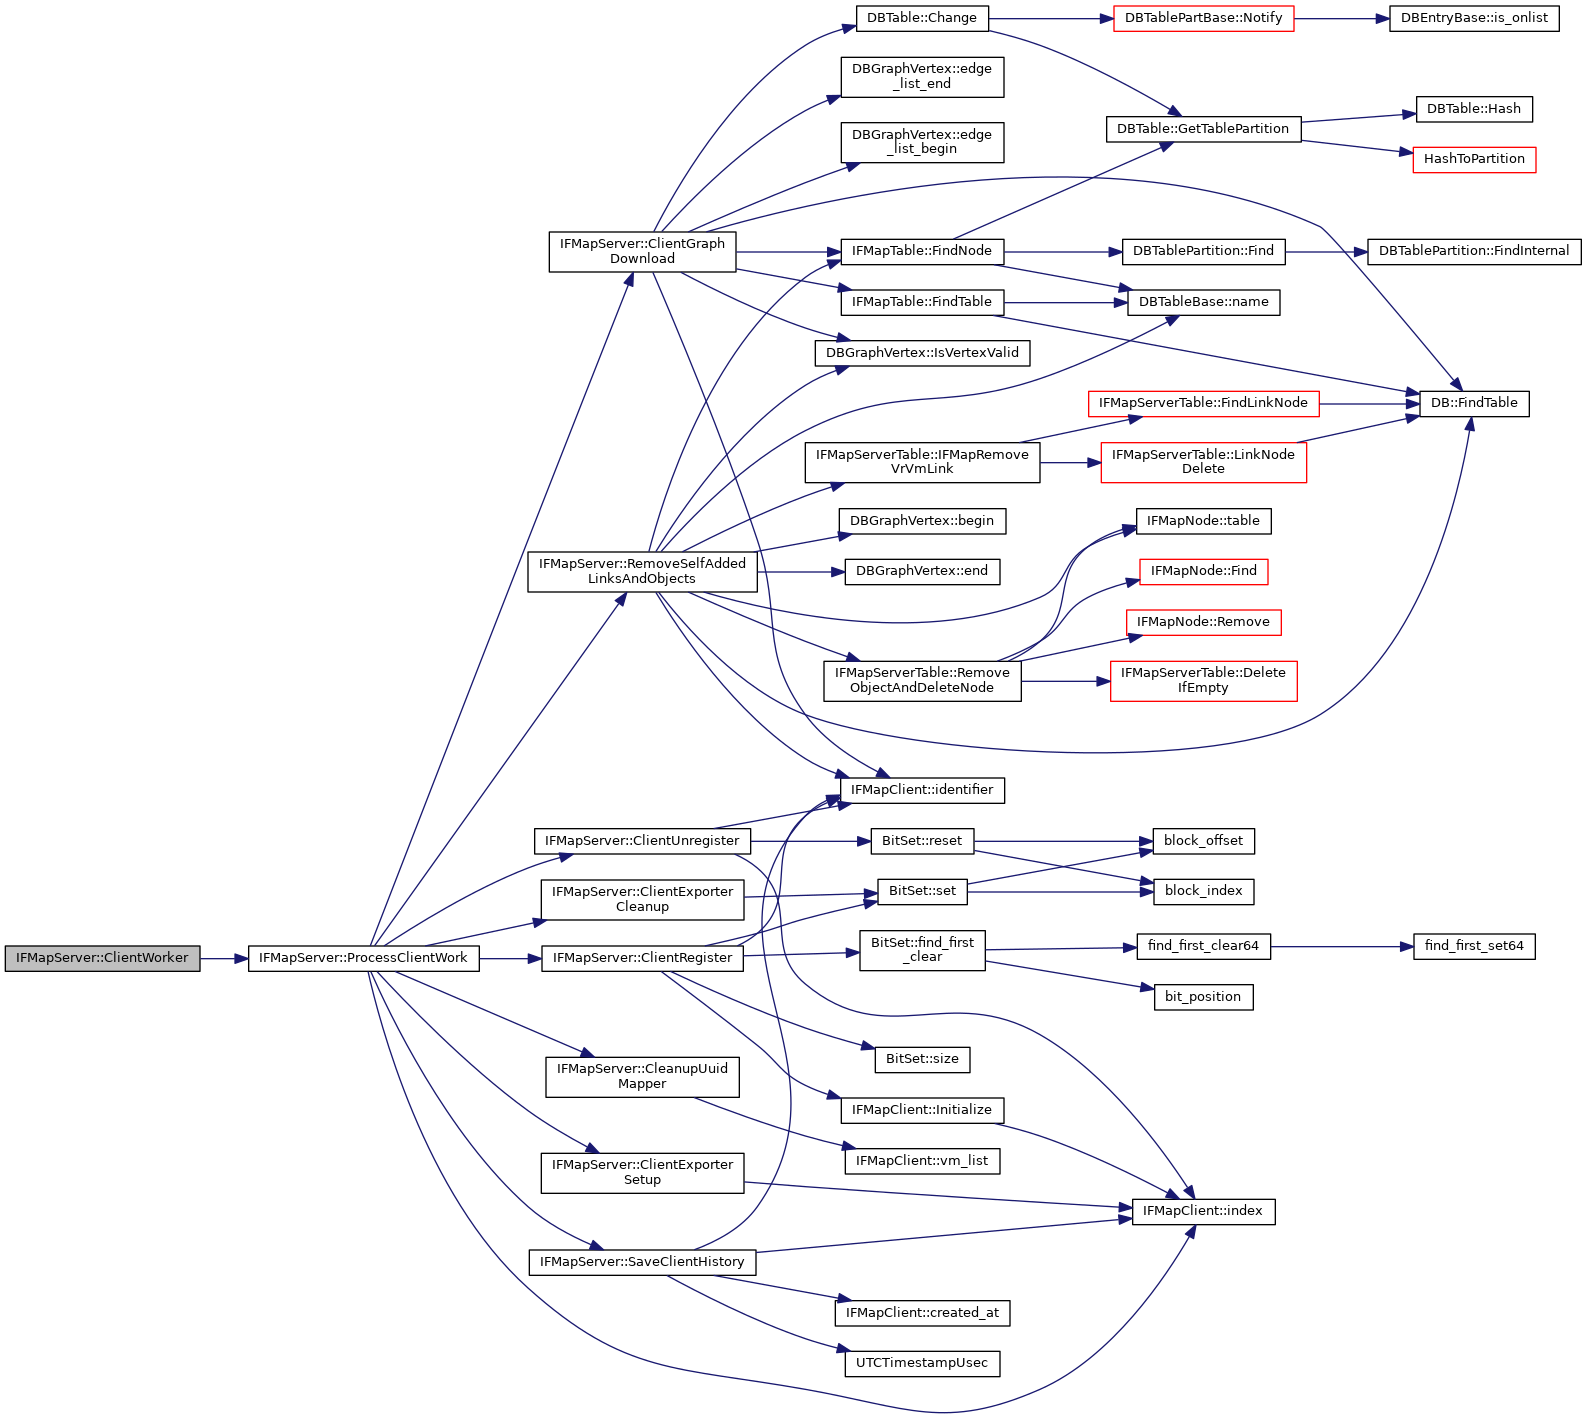 DBTable::Change
DBTablePartBase::Notify
DBEntryBase::is_onlist
DBGraphVertex::edge
_list_end
DBTable::Hash
DBTable::GetTablePartition
DBGraphVertex::edge
_list_begin
HashToPartition
IFMapServer::ClientGraph
Download
IFMapTable::FindNode
DBTablePartition::Find
DBTablePartition::FindInternal
IFMapTable::FindTable
DBTableBase::name
DBGraphVertex::IsVertexValid
IFMapServerTable::FindLinkNode
DB::FindTable
IFMapServerTable::IFMapRemove
VrVmLink
IFMapServerTable::LinkNode
Delete
DBGraphVertex::begin
IFMapNode::table
IFMapServer::RemoveSelfAdded
LinksAndObjects
DBGraphVertex::end
IFMapNode::Find
IFMapNode::Remove
IFMapServerTable::Remove
ObjectAndDeleteNode
IFMapServerTable::Delete
IfEmpty
IFMapClient::identifier
IFMapServer::ClientUnregister
BitSet::reset
block_offset
IFMapServer::ClientExporter
Cleanup
BitSet::set
block_index
IFMapServer::ClientWorker
IFMapServer::ProcessClientWork
IFMapServer::ClientRegister
BitSet::find_first
_clear
find_first_clear64
find_first_set64
bit_position
BitSet::size
IFMapServer::CleanupUuid
Mapper
IFMapClient::Initialize
IFMapClient::vm_list
IFMapServer::ClientExporter
Setup
IFMapClient::index
IFMapServer::SaveClientHistory
IFMapClient::created_at
UTCTimestampUsec